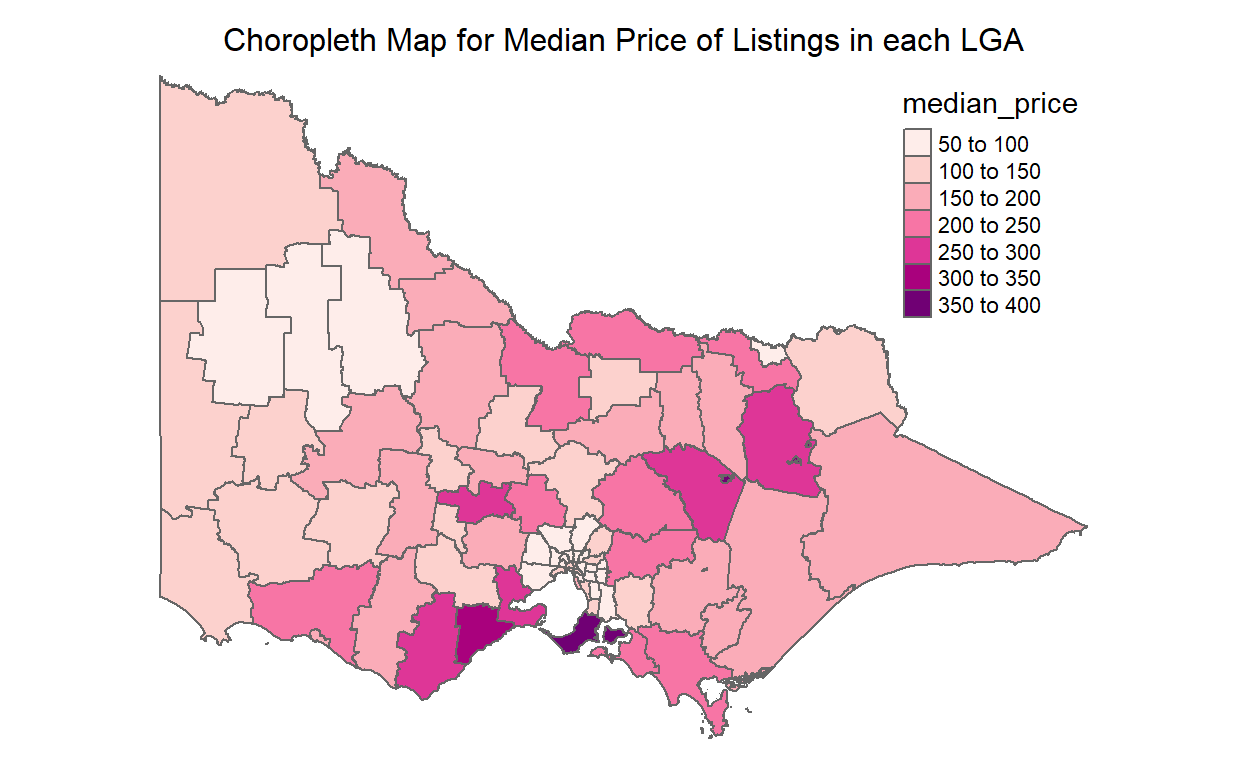 Choropleth Map for Median Price of Listings in each LGA
median_price
50 to 100
100 to 150
150 to 200
200 to 250
250 to 300
300 to 350
350 to 400